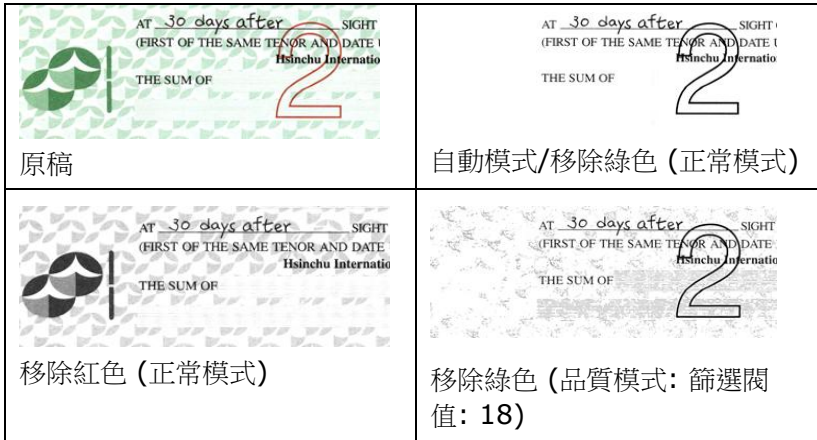 AT 30 days after SIGHT
(FIRST OF THE SAME TENOR AND DATE
Hsinchu Internatio
THE SUM OF
2
原稿
AT 30 days after SIGHT
(FIRST OF THE SAME TENOR AND DATE
Hsinchu Internatio
THE SUM OF
2
自動模式/移除綠色 (正常模式)
AT 30 days after SIGHT
(FIRST OF THE SAME TENOR AND DATE
Hsinchu Internatio
THE SUM OF
移除紅色 (正常模式)
AT 30 days after SIGHT
(FIRST OF THE SAME TENOR AND DATE
Hsinchu Internatio
THE SUM OF
2
移除綠色 (品質模式: 篩選閥
值: 18)